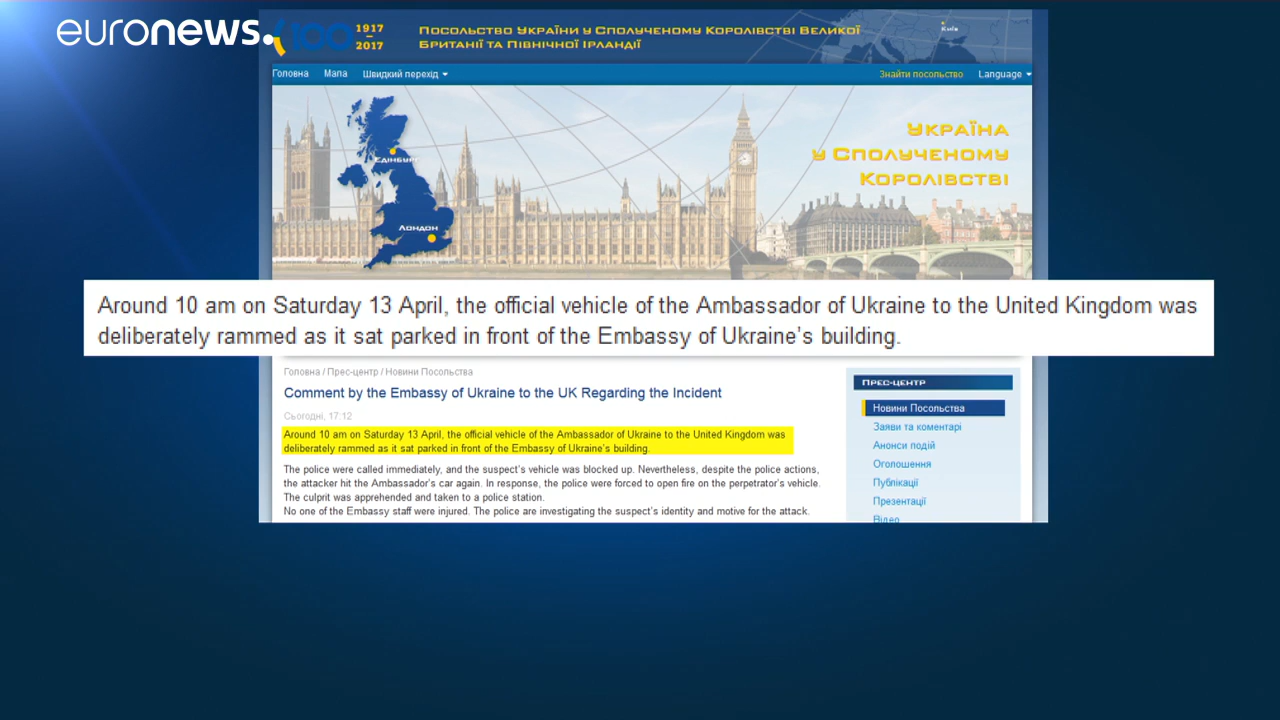 euronews.
100
1917
–
2017
Посольство України у Сполученому Королівстві Великої
Британії та Північної Ірландії
Київ
Головна Мапа Швидкий перехід Знайти посольство Language
Україна
у Сполученому
Королівстві
Едінбург
Лондон
Around 10 am on Saturday 13 April, the official vehicle of the Ambassador of Ukraine to the United Kingdom was
deliberately rammed as it sat parked in front of the Embassy of Ukraine's building.
Головна / Прес-центр / Новини Посольства
Comment by the Embassy of Ukraine to the UK Regarding the Incident
Сьогодні, 17:12
Around 10 am on Saturday 13 April, the official vehicle of the Ambassador of Ukraine to the United Kingdom was
deliberately rammed as it sat parked in front of the Embassy of Ukraine's building.
The police were called immediately, and the suspect's vehicle was blocked up. Nevertheless, despite the police actions,
the attacker hit the Ambassador's car again. In response, the police were forced to open fire on the perpetrator's vehicle.
The culprit was apprehended and taken to a police station.
No one of the Embassy staff were injured. The police are investigating the suspect's identity and motive for the attack.
Прес-центр
Новини Посольства
Заяви та коментарі
Анонси подій
Оголошення
Публікації
Презентації
Відео